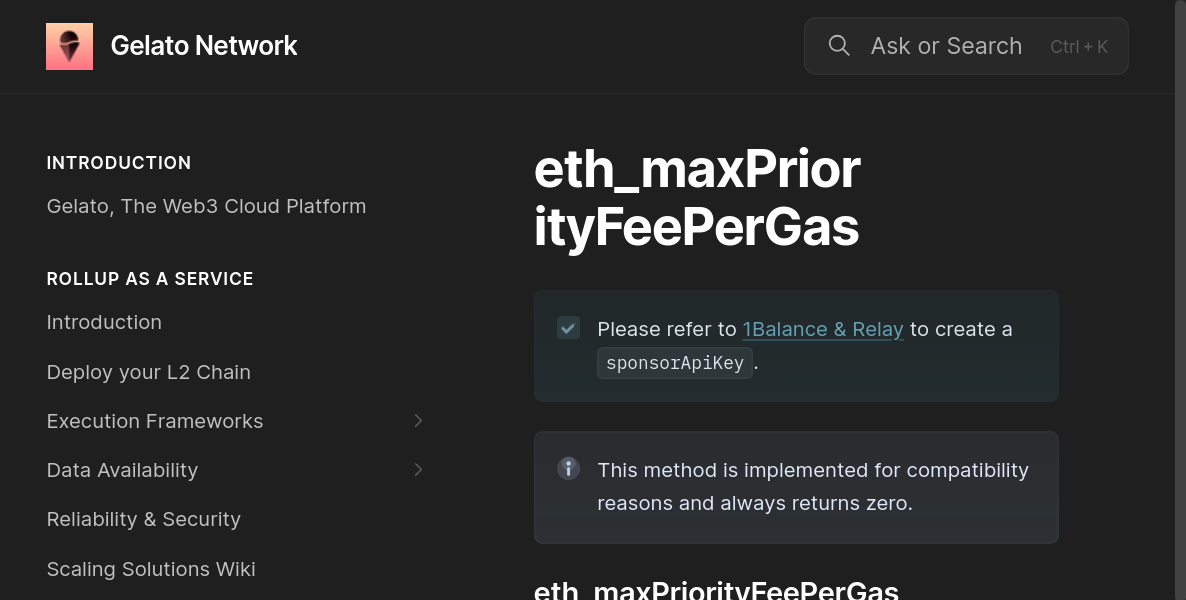 Gelato Network
Ask or Search Ctrl + K
INTRODUCTION
Gelato, The Web3 Cloud Platform
ROLLUP AS A SERVICE
Introduction
Deploy your L2 Chain
Execution Frameworks
Data Availability
Reliability & Security
Scaling Solutions Wiki
eth_maxPrior
ityFeePerGas
Please refer to 1Balance & Relay to create a
sponsorApiKey.
This method is implemented for compatibility
reasons and always returns zero.
eth_maxPriorityFeePerGas